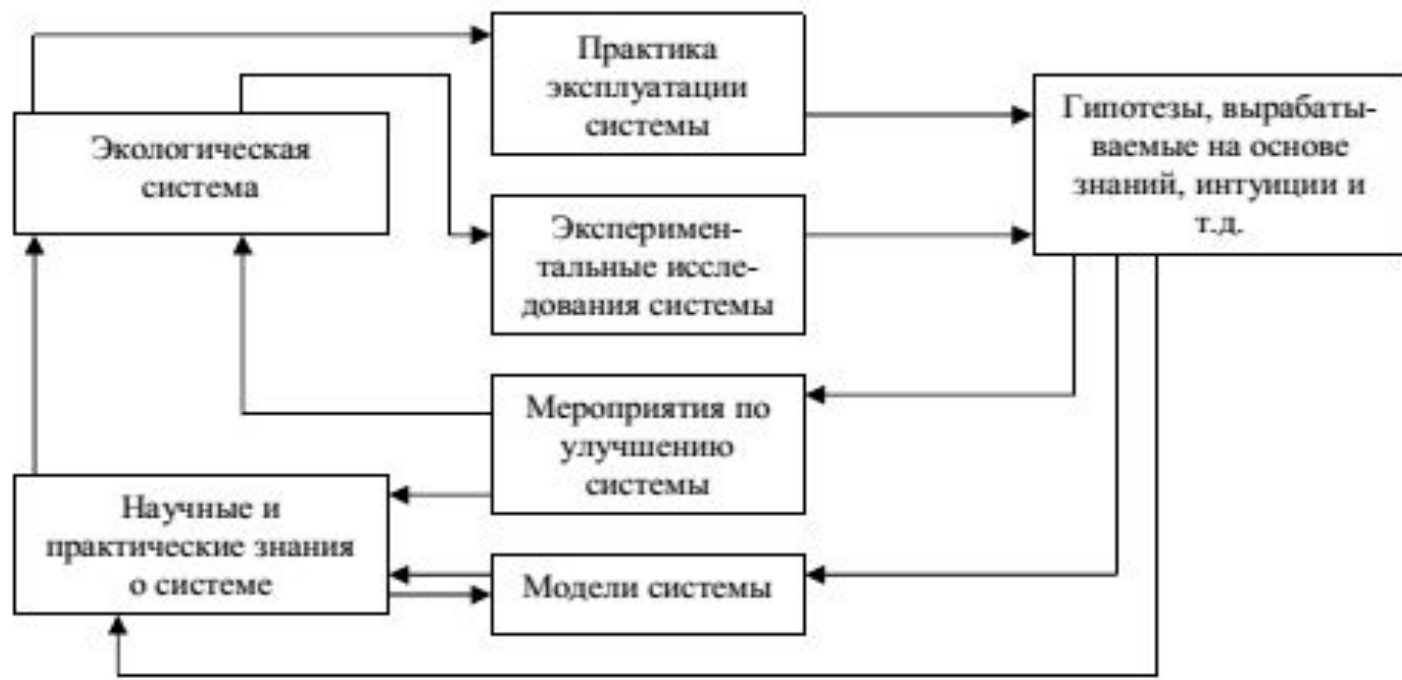 Практика
эксплуатации
системы
Экологическая
система
Гипотезы, вырабаты-
ваемые на основе
знаний, интуиции и
т.д.
Эксперимен-
тальные иссле-
дования системы
Мероприятия по
улучшению
системы
Научные и
практические знания
о системе
Модели системы